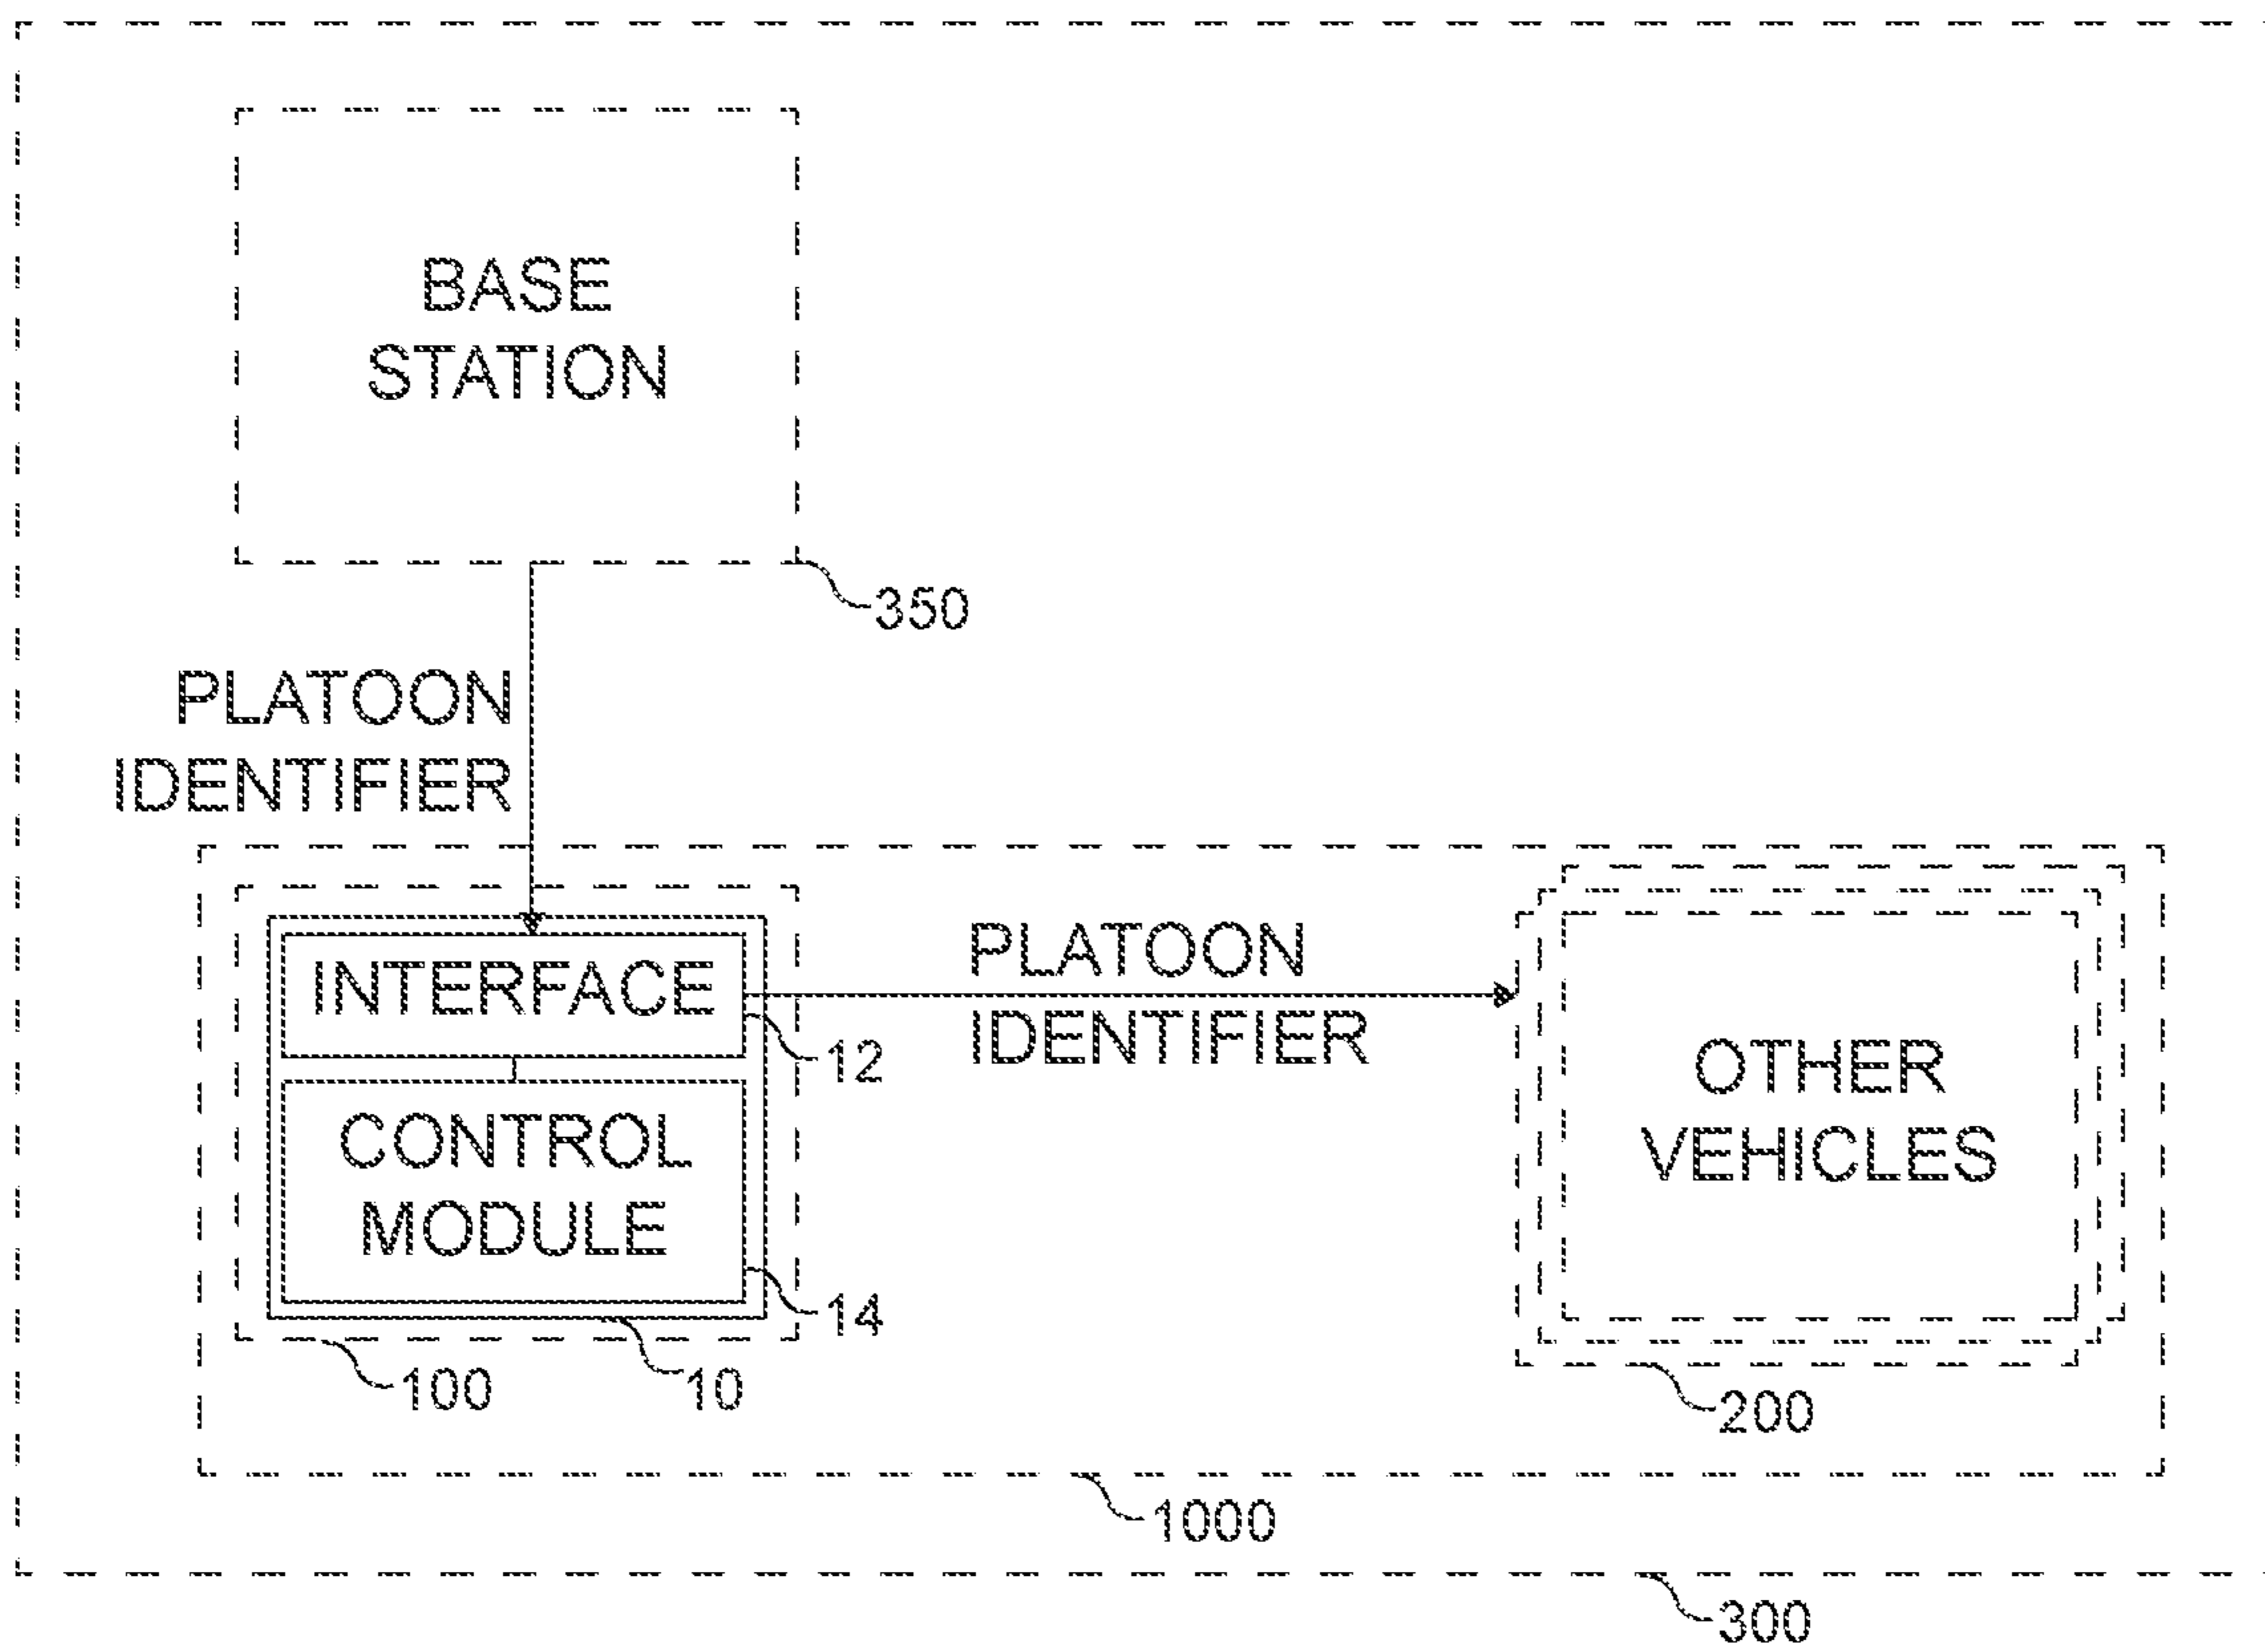 BASE
STATION
350
PLATOON
IDENTIFIER
INTERFACE
12
PLATOON
IDENTIFIER
CONTROL
MODULE
14
OTHER
VEHICLES
100
10
200
1000
300